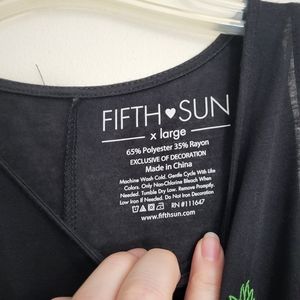 FIFTH♥SUN
x large
65% Polyester 35% Rayon
EXCLUSIVE OF DECORATION
Made in China
Machine Wash Cold. Gentle Cycle With Like
Colors. Only Non-Chlorine Bleach When
Needed. Tumble Dry Low. Remove Promptly.
Low Iron If Needed. Do Not Iron Decoration
RN #111647
www.fifthsun.com